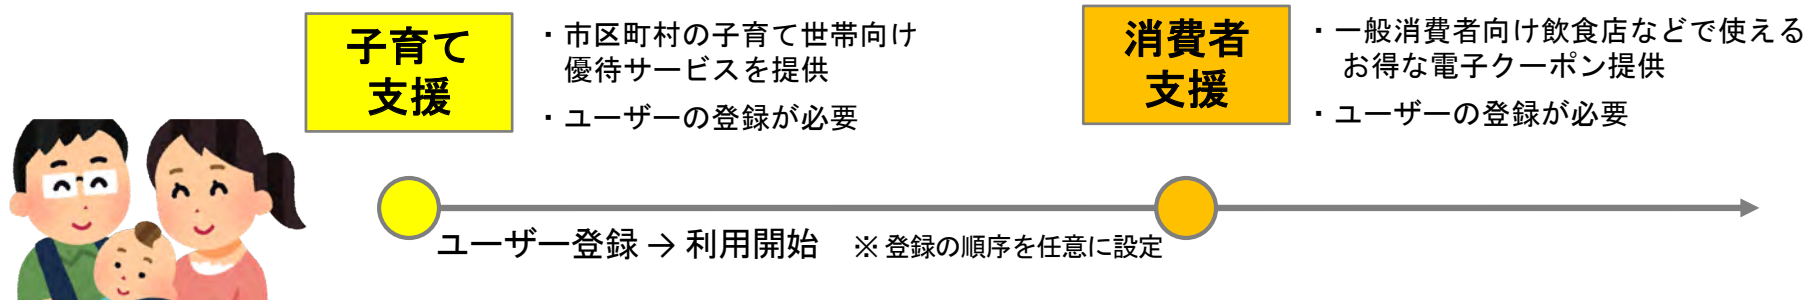 子育て
支援
・市区町村の子育て世帯向け
優待サービスを提供
・ユーザーの登録が必要
消費者
支援
・一般消費者向け飲食店などで使える
お得な電子クーポン提供
・ユーザーの登録が必要
ユーザー登録 → 利用開始　※ 登録の順序を任意に設定